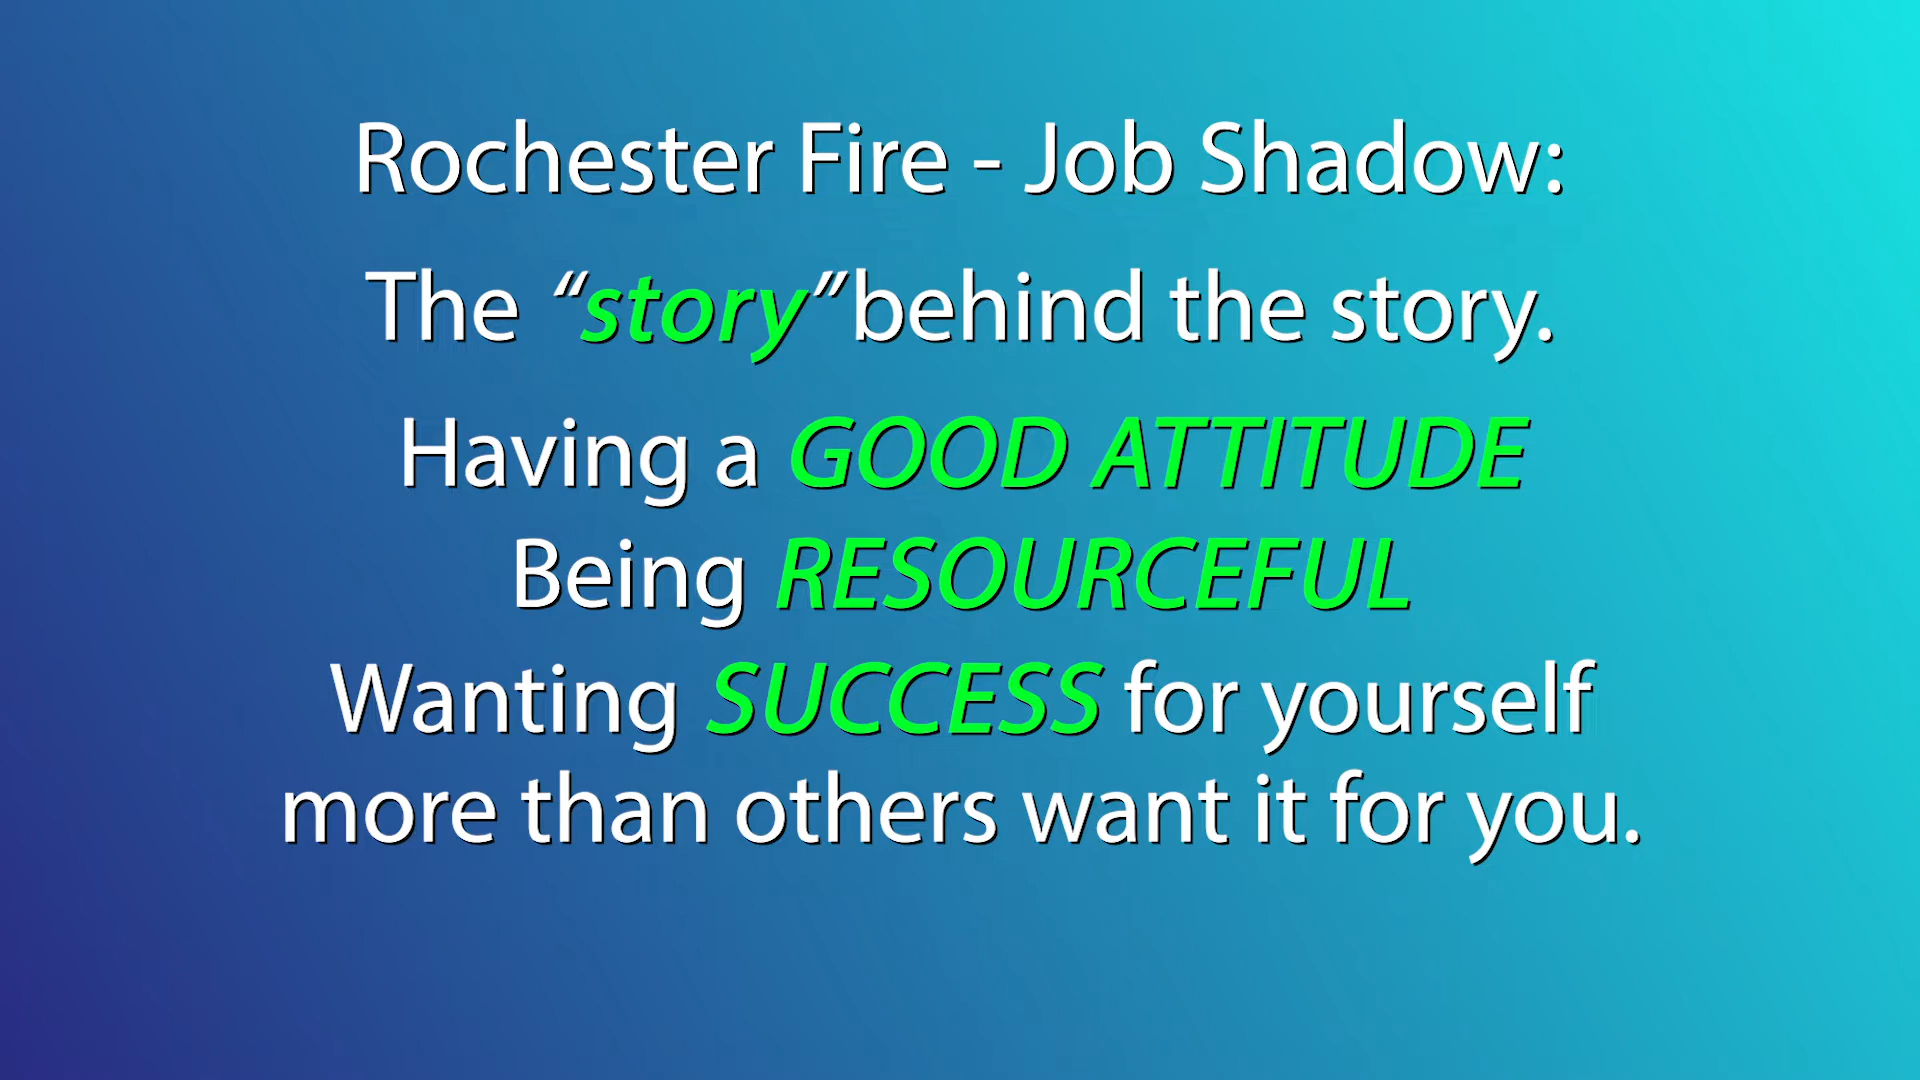 Rochester Fire - Job Shadow:
The “story” behind the story.
Having a GOOD ATTITUDE
Being RESOURCEFUL
Wanting SUCCESS for yourself
more than others want it for you.